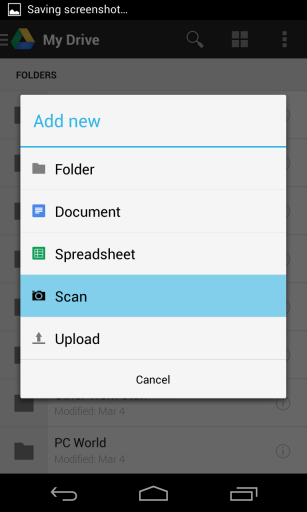 Saving screenshot...
My Drive
FOLDERS
Add new
Folder
Document
Spreadsheet
Scan
Upload
Cancel
Modified: Mar 4
PC World
Modified: Mar 4